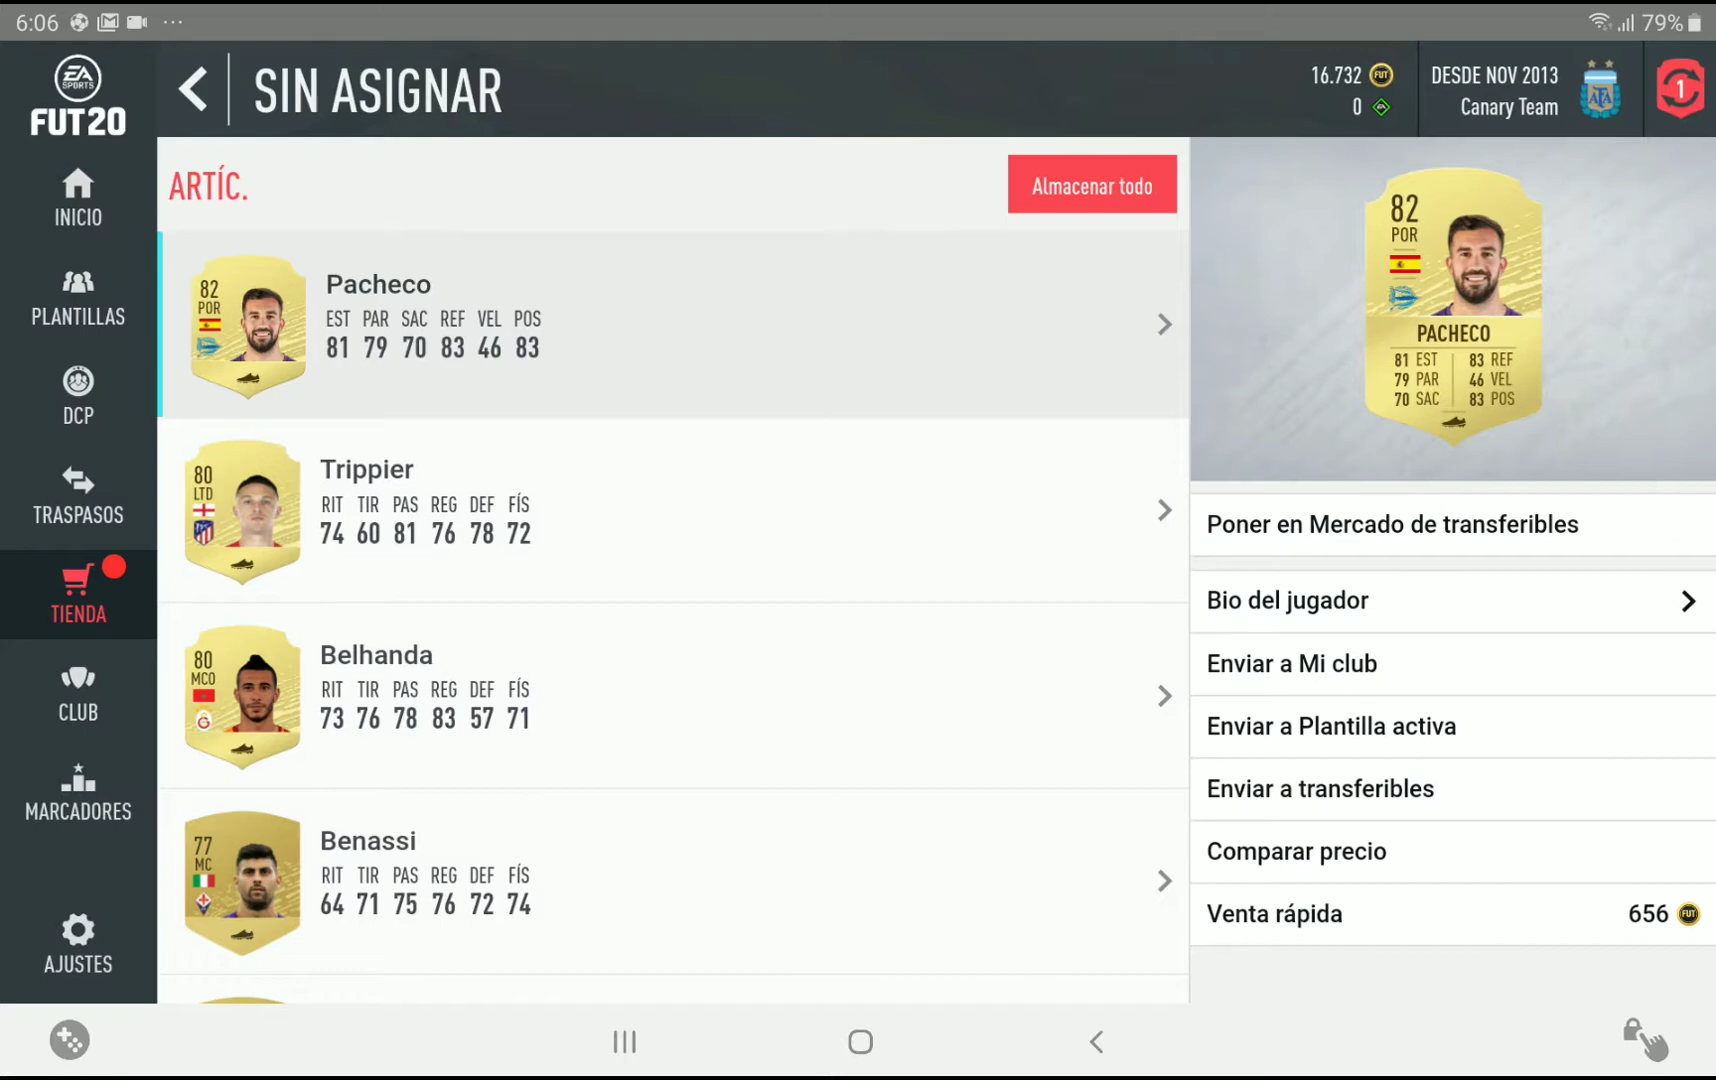 6:06
79%
EA SPORTS
FUT20
SIN ASIGNAR
16.732 FUT
0
DESDE NOV 2013
Canary Team
AFA
1
INICIO
PLANTILLAS
DCP
TRASPASOS
TIENDA
CLUB
MARCADORES
AJUSTES
ARTÍC.
Almacenar todo
82
POR
Pacheco
EST PAR SAC REF VEL POS
81 79 70 83 46 83
80
LTD
Trippier
RIT TIR PAS REG DEF FÍS
74 60 81 76 78 72
80
MCO
Belhanda
RIT TIR PAS REG DEF FÍS
73 76 78 83 57 71
77
MC
Benassi
RIT TIR PAS REG DEF FÍS
64 71 75 76 72 74
82
POR
PACHECO
81 EST 83 REF
79 PAR 46 VEL
70 SAC 83 POS
Poner en Mercado de transferibles
Bio del jugador
Enviar a Mi club
Enviar a Plantilla activa
Enviar a transferibles
Comparar precio
Venta rápida 656 FUT